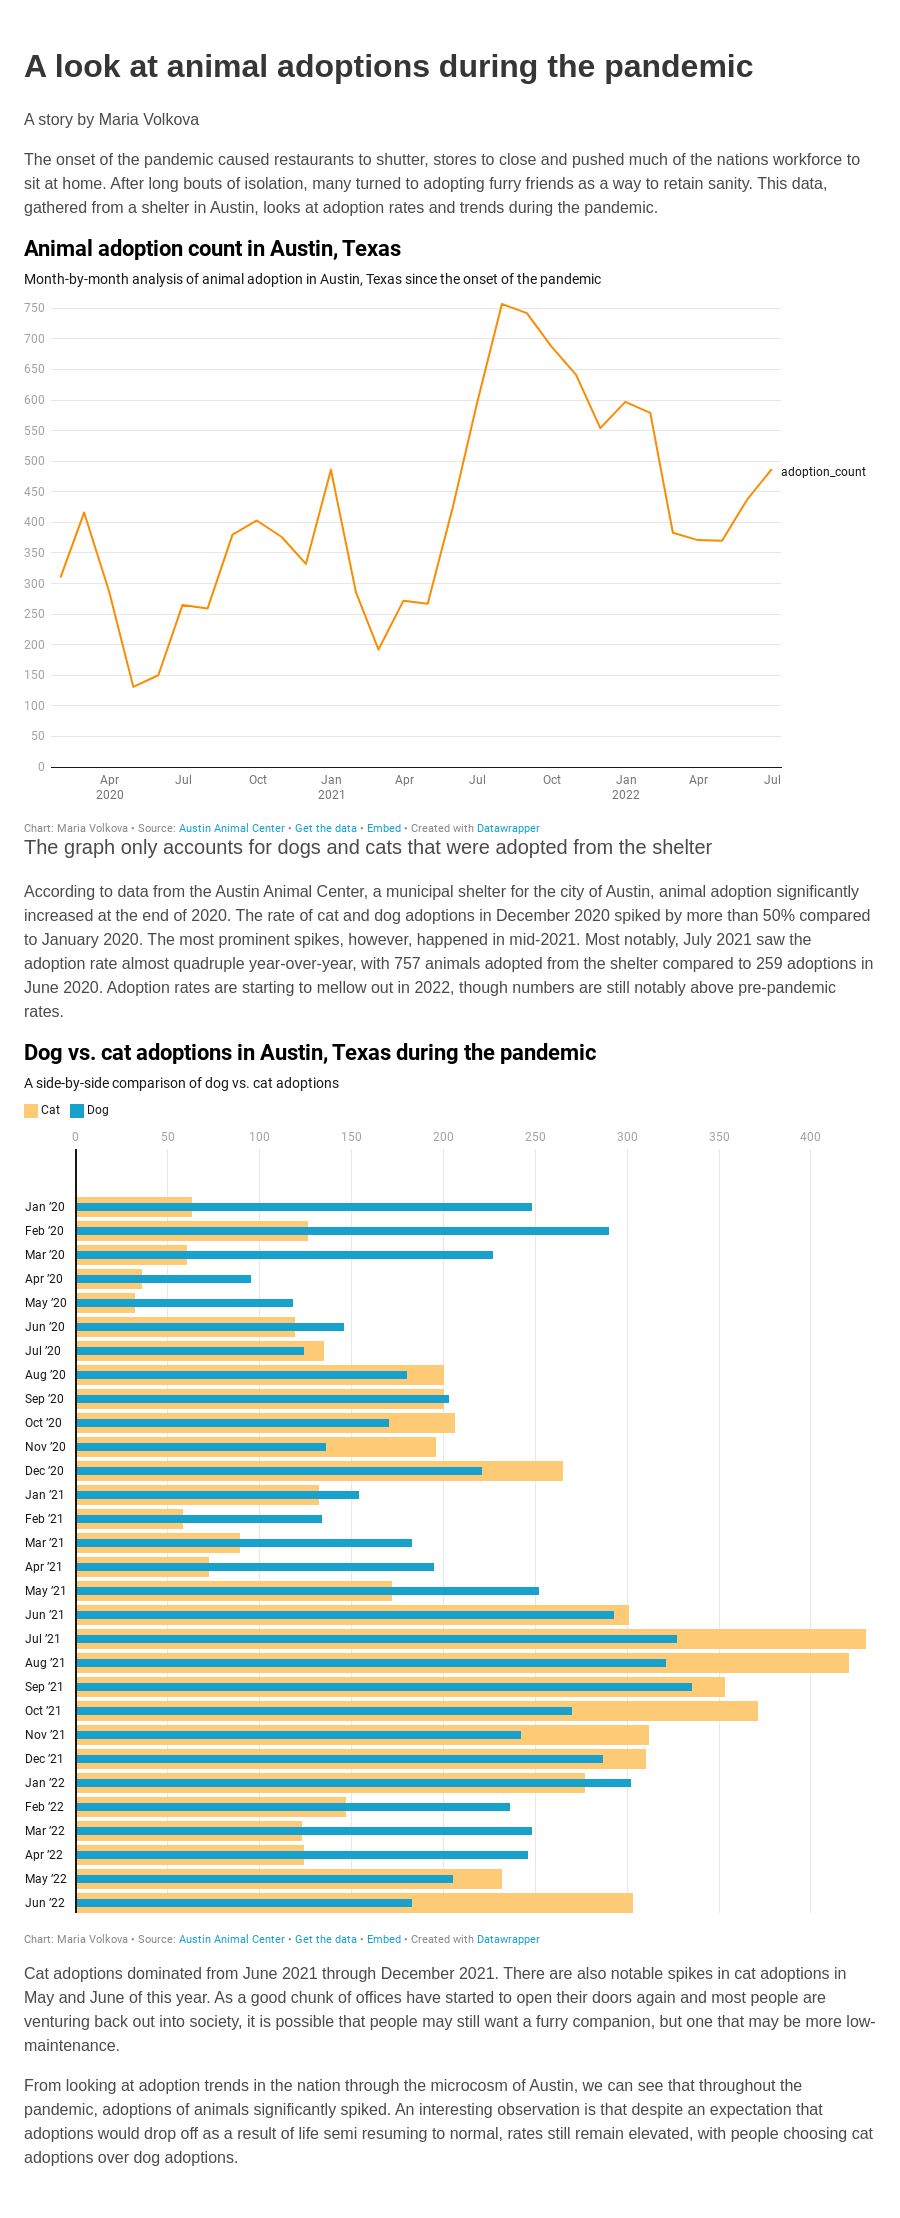 A look at animal adoptions during the pandemic
A story by Maria Volkova
The onset of the pandemic caused restaurants to shutter, stores to close and pushed much of the nations workforce to
sit at home. After long bouts of isolation, many turned to adopting furry friends as a way to retain sanity. This data,
gathered from a shelter in Austin, looks at adoption rates and trends during the pandemic.
Animal adoption count in Austin, Texas
Month-by-month analysis of animal adoption in Austin, Texas since the onset of the pandemic
750
700
650
600
550
500
adoption_count
450
400
350
300
250
200
150
100
50
0
Apr Jul Oct Jan Apr Jul Oct Jan Apr Jul
2020 2021 2022
Chart: Maria Volkova • Source: Austin Animal Center • Get the data • Embed • Created with Datawrapper
The graph only accounts for dogs and cats that were adopted from the shelter
According to data from the Austin Animal Center, a municipal shelter for the city of Austin, animal adoption significantly
increased at the end of 2020. The rate of cat and dog adoptions in December 2020 spiked by more than 50% compared
to January 2020. The most prominent spikes, however, happened in mid-2021. Most notably, July 2021 saw the
adoption rate almost quadruple year-over-year, with 757 animals adopted from the shelter compared to 259 adoptions in
June 2020. Adoption rates are starting to mellow out in 2022, though numbers are still notably above pre-pandemic
rates.
Dog vs. cat adoptions in Austin, Texas during the pandemic
A side-by-side comparison of dog vs. cat adoptions
Cat Dog
0 50 100 150 200 250 300 350 400
Jan ’20
Feb ’20
Mar ’20
Apr ’20
May ’20
Jun ’20
Jul ’20
Aug ’20
Sep ’20
Oct ’20
Nov ’20
Dec ’20
Jan ’21
Feb ’21
Mar ’21
Apr ’21
May ’21
Jun ’21
Jul ’21
Aug ’21
Sep ’21
Oct ’21
Nov ’21
Dec ’21
Jan ’22
Feb ’22
Mar ’22
Apr ’22
May ’22
Jun ’22
Chart: Maria Volkova • Source: Austin Animal Center • Get the data • Embed • Created with Datawrapper
Cat adoptions dominated from June 2021 through December 2021. There are also notable spikes in cat adoptions in
May and June of this year. As a good chunk of offices have started to open their doors again and most people are
venturing back out into society, it is possible that people may still want a furry companion, but one that may be more low-
maintenance.
From looking at adoption trends in the nation through the microcosm of Austin, we can see that throughout the
pandemic, adoptions of animals significantly spiked. An interesting observation is that despite an expectation that
adoptions would drop off as a result of life semi resuming to normal, rates still remain elevated, with people choosing cat
adoptions over dog adoptions.